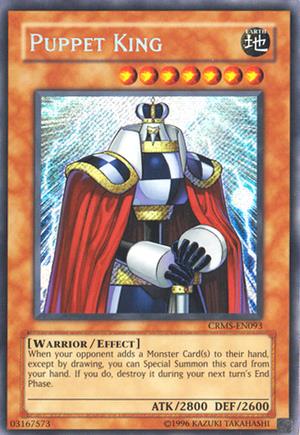 PUPPET KING
EARTH
地
CRMS-EN093
[WARRIOR / EFFECT]
When your opponent adds a Monster Card(s) to their hand,
except by drawing, you can Special Summon this card
from your hand. If you do, destroy it during your next turn's End
Phase.
ATK/2800 DEF/2600
03167573 ©1996 KAZUKI TAKAHASHI